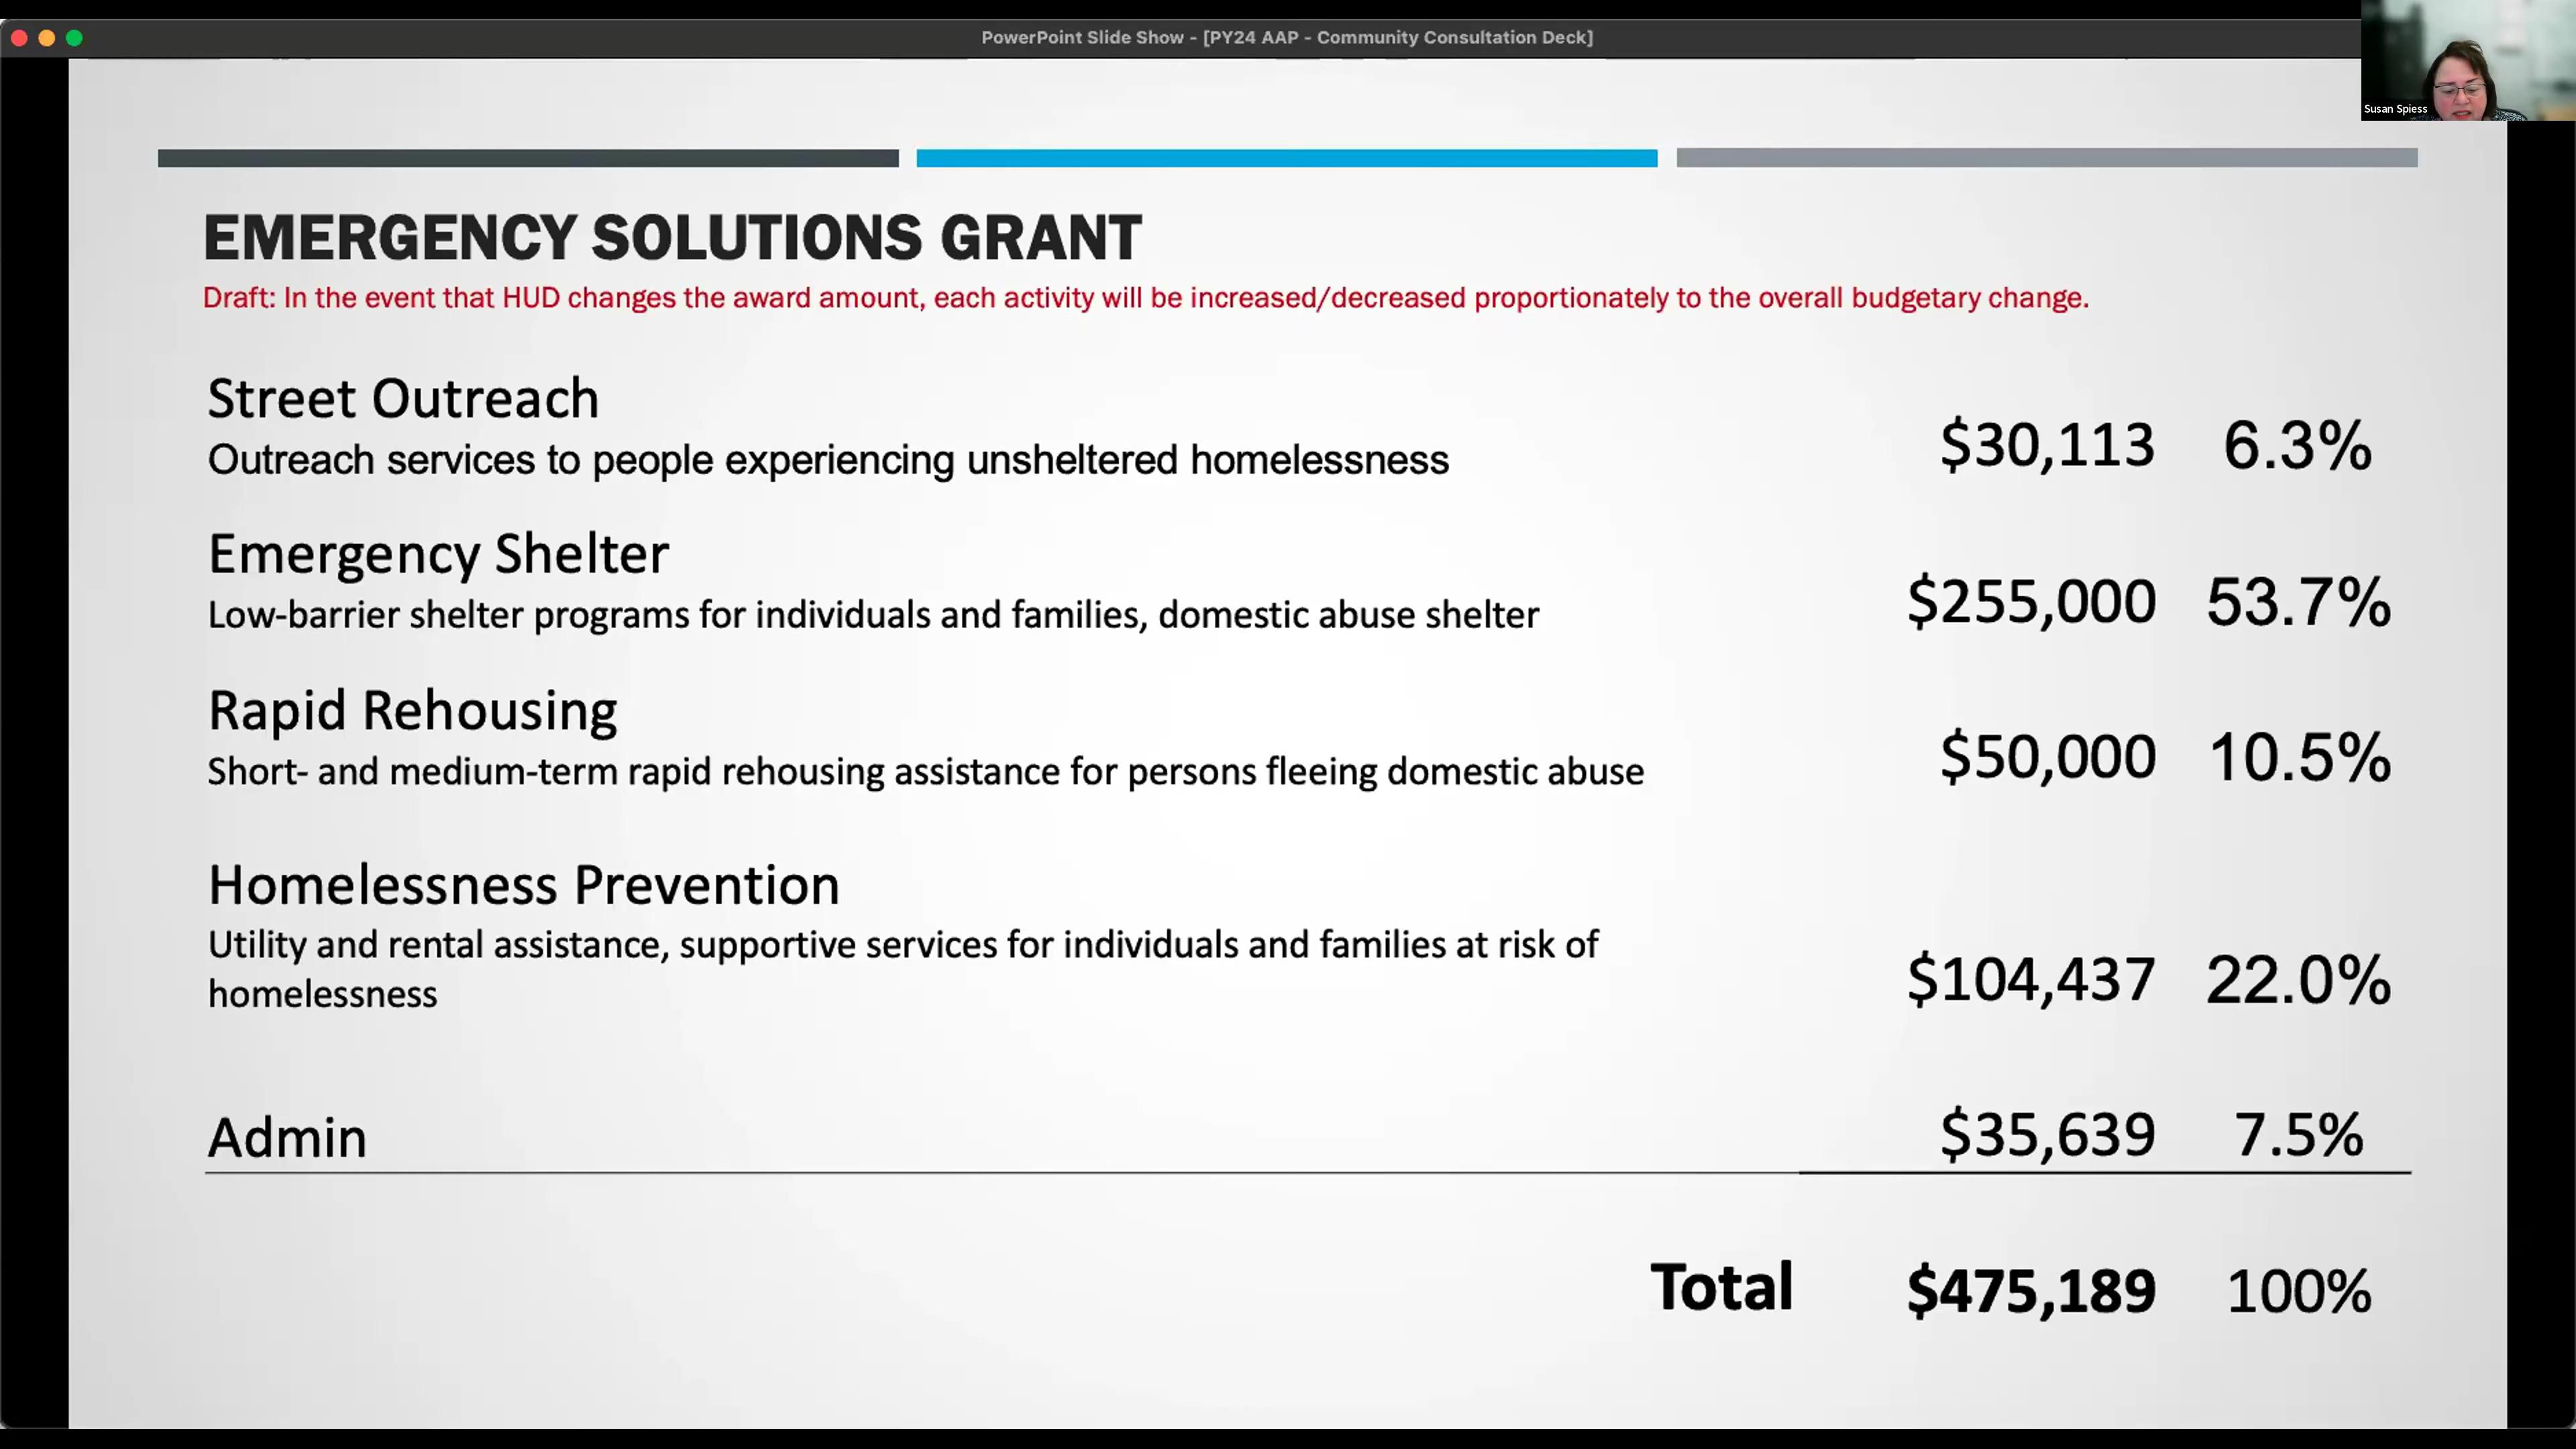 PowerPoint Slide Show - [PY24 AAP - Community Consultation Deck]
Susan Spiess
EMERGENCY SOLUTIONS GRANT
Draft: In the event that HUD changes the award amount, each activity will be increased/decreased proportionately to the overall budgetary change.
Street Outreach
Outreach services to people experiencing unsheltered homelessness
$30,113 6.3%
Emergency Shelter
Low-barrier shelter programs for individuals and families, domestic abuse shelter
$255,000 53.7%
Rapid Rehousing
Short- and medium-term rapid rehousing assistance for persons fleeing domestic abuse
$50,000 10.5%
Homelessness Prevention
Utility and rental assistance, supportive services for individuals and families at risk of
homelessness
$104,437 22.0%
Admin $35,639 7.5%
Total $475,189 100%